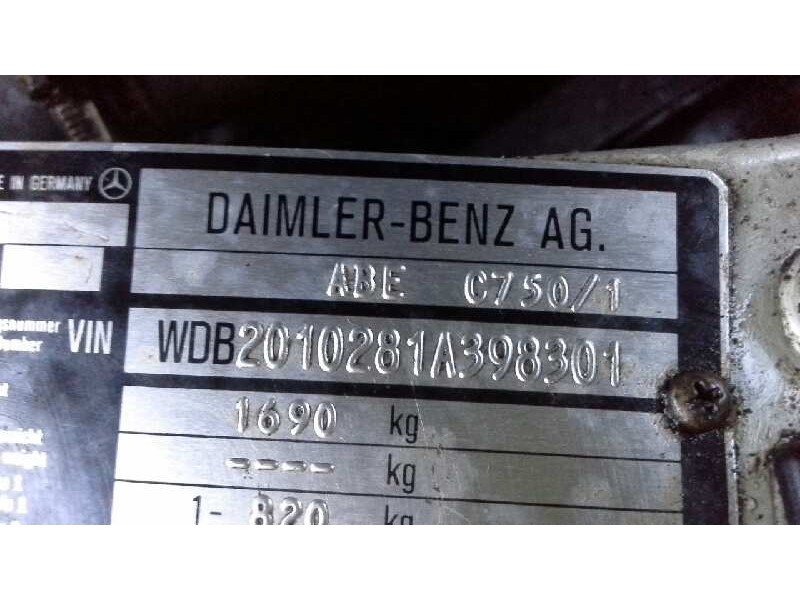 IN GERMANY
DAIMLER-BENZ AG.
ABE C750/1
VIN WDB2010281A398301
1690 kg
---- kg
1- 820 kg